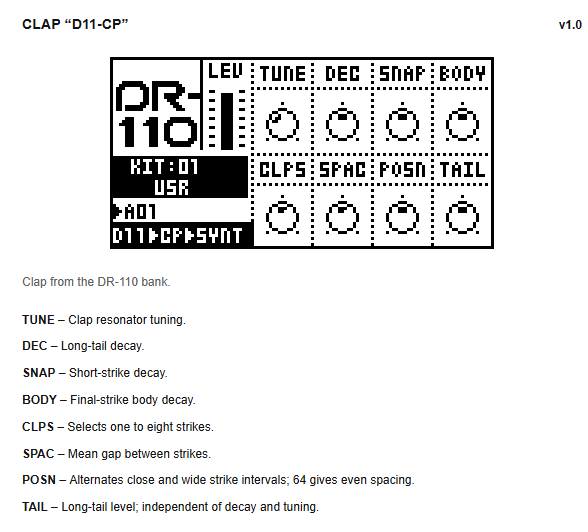 CLAP “D11-CP”
v1.0
DR-110
LEV
TUNE DEC SNAP BODY
KIT:01
USR
A01
D11▶CP▶SYNT
CLPS SPAC POSN TAIL
Clap from the DR-110 bank.
TUNE – Clap resonator tuning.
DEC – Long-tail decay.
SNAP – Short-strike decay.
BODY – Final-strike body decay.
CLPS – Selects one to eight strikes.
SPAC – Mean gap between strikes.
POSN – Alternates close and wide strike intervals; 64 gives even spacing.
TAIL – Long-tail level; independent of decay and tuning.